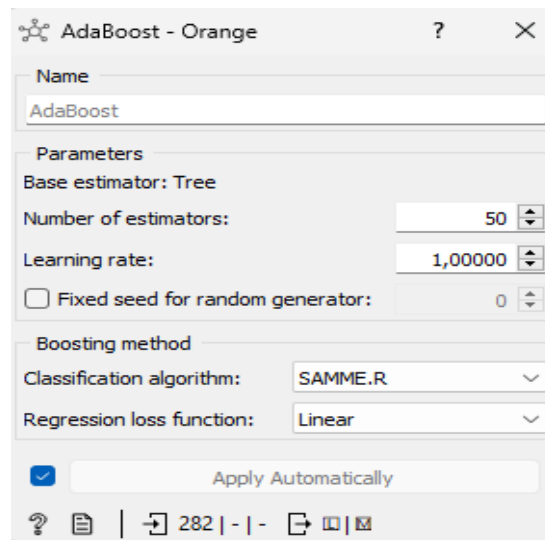 AdaBoost - Orange ? ×
Name
AdaBoost
Parameters
Base estimator: Tree
Number of estimators: 50
Learning rate: 1,00000
Fixed seed for random generator: 0
Boosting method
Classification algorithm: SAMME.R
Regression loss function: Linear
Apply Automatically
? 282 | - | -